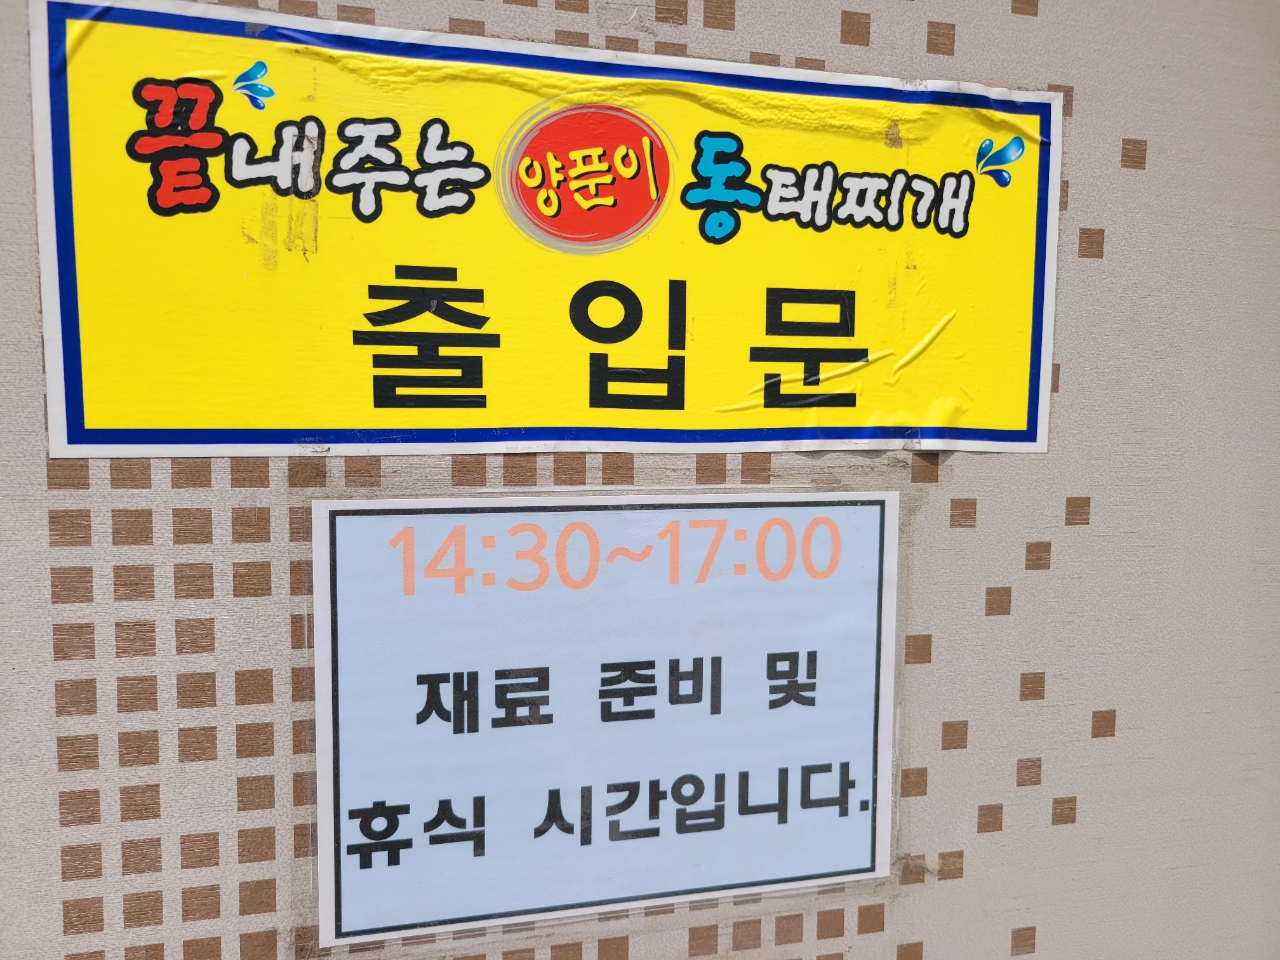 끝내주는 양푼이 동태찌개
출입문
14:30~17:00
재료 준비 및
휴식 시간입니다.